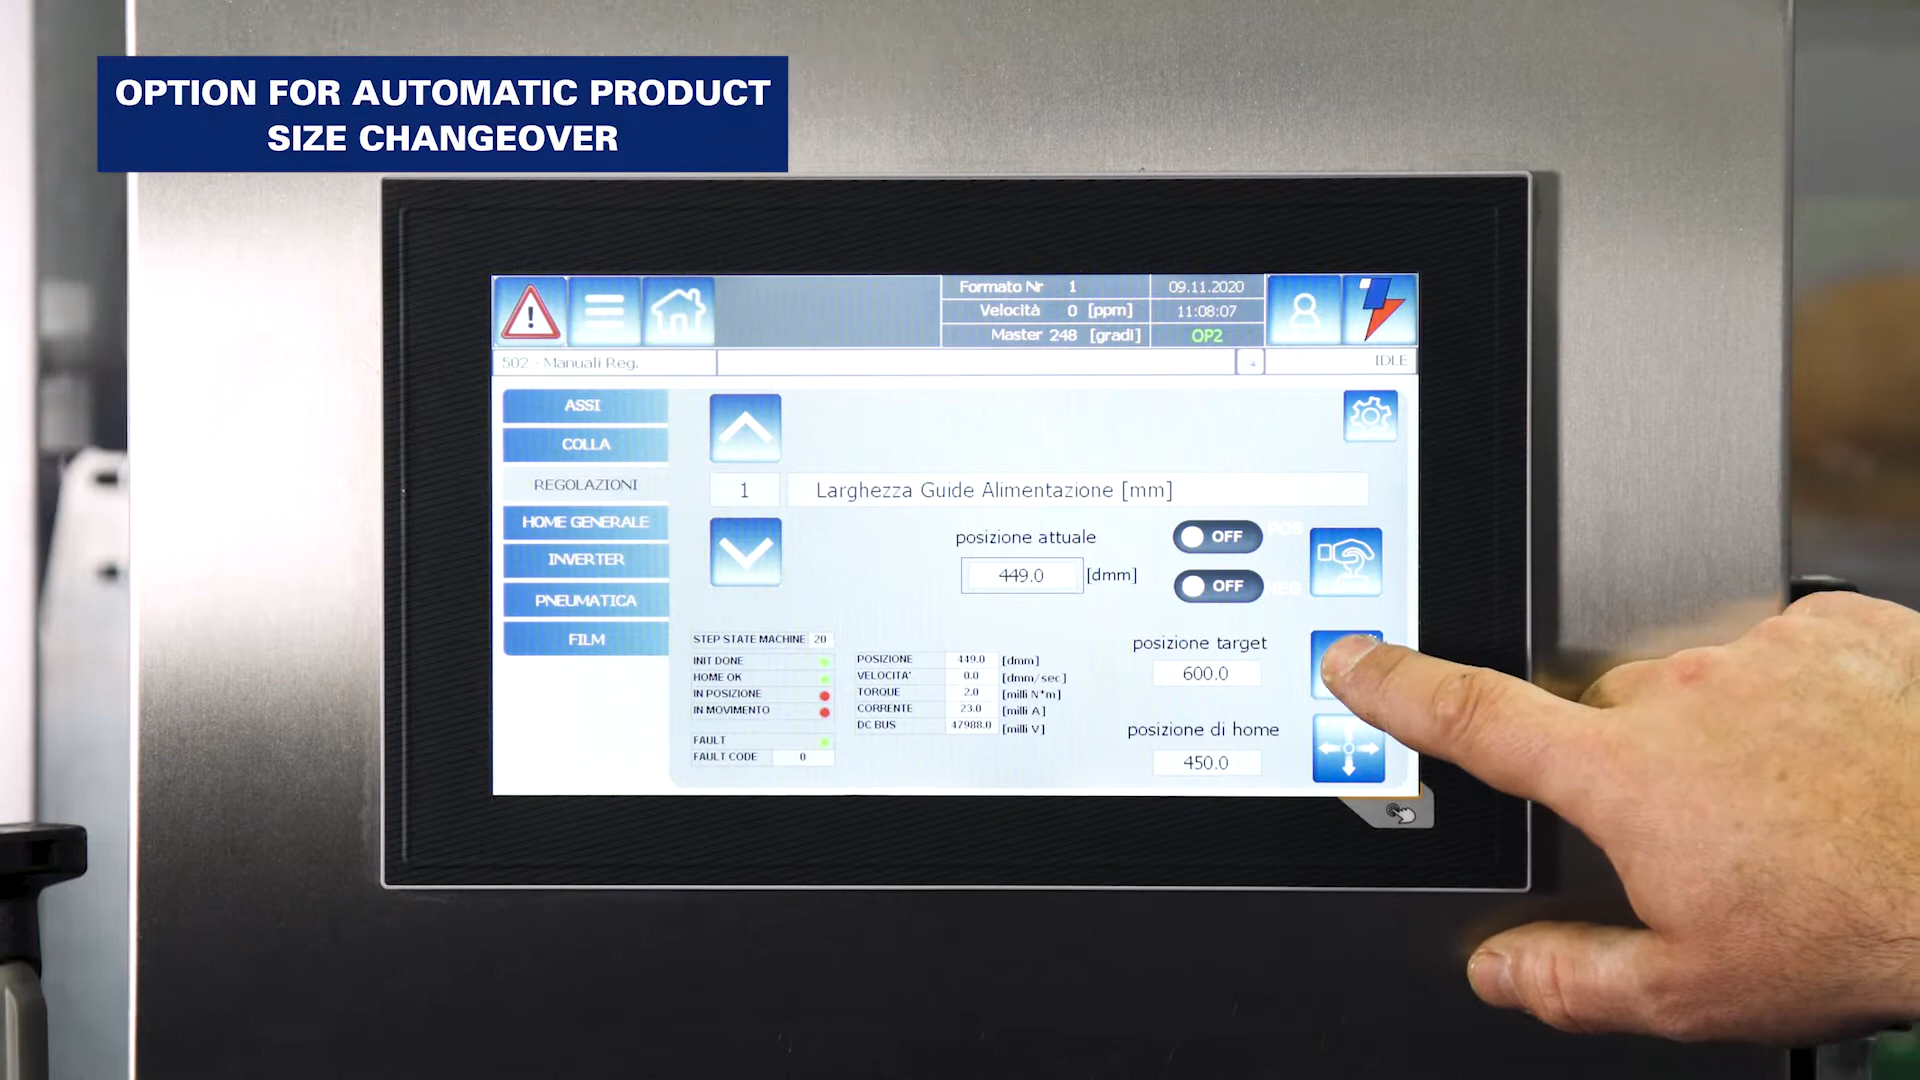 OPTION FOR AUTOMATIC PRODUCT
SIZE CHANGEOVER
Formato Nr 1
09.11.2020
Velocità 0 [ppm]
11:08:07
Master 248 [gradi]
OP2
502 - Manuali Reg.
IDLE
ASSI
COLLA
REGOLAZIONI
HOME GENERALE
INVERTER
PNEUMATICA
FILM
1
Larghezza Guide Alimentazione [mm]
posizione attuale
449.0 [dmm]
OFF POS
OFF NEG
STEP STATE MACHINE 20
INIT DONE
HOME OK
IN POSIZIONE
IN MOVIMENTO
FAULT
FAULT CODE 0
POSIZIONE 449.0 [dmm]
VELOCITA' 0.0 [dmm/sec]
TORQUE 2.0 [milli N*m]
CORRENTE 23.0 [milli A]
DC BUS 47988.0 [milli V]
posizione target
600.0
posizione di home
450.0